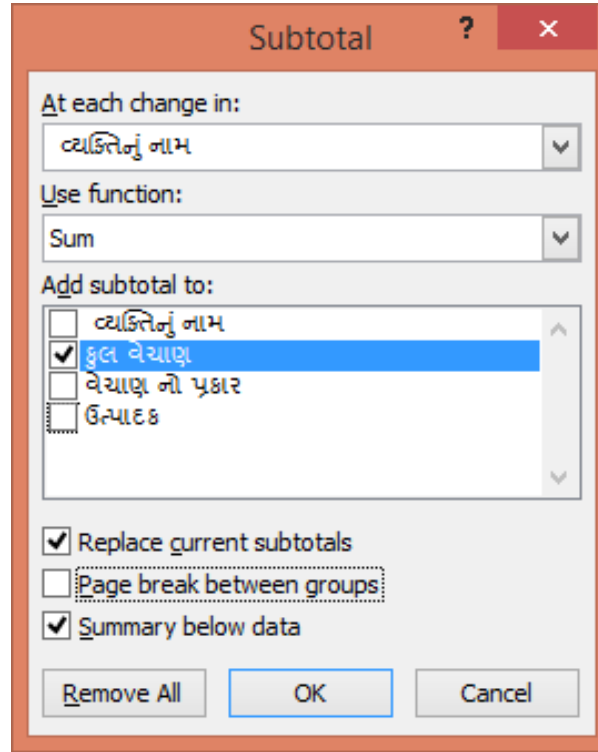 Subtotal ? ×
At each change in:
વ્યક્તિનું નામ
Use function:
Sum
Add subtotal to:
વ્યક્તિનું નામ
કુલ વેચાણ
વેચાણ નો પ્રકાર
ઉત્પાદક
Replace current subtotals
Page break between groups
Summary below data
Remove All OK Cancel